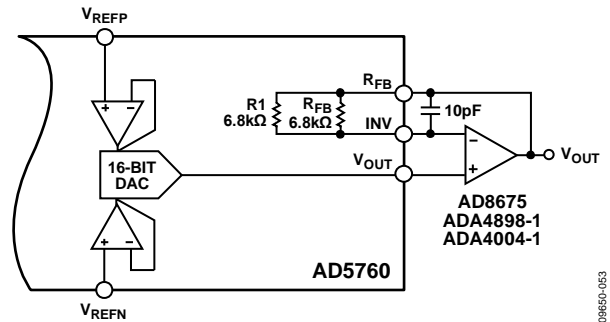 VREFP
R1
6.8kΩ
RFB
6.8kΩ
RFB
10pF
INV
VOUT
16-BIT
DAC
VOUT
AD8675
ADA4898-1
ADA4004-1
AD5760
VREFN
09650-053
+ −
− +
+ −